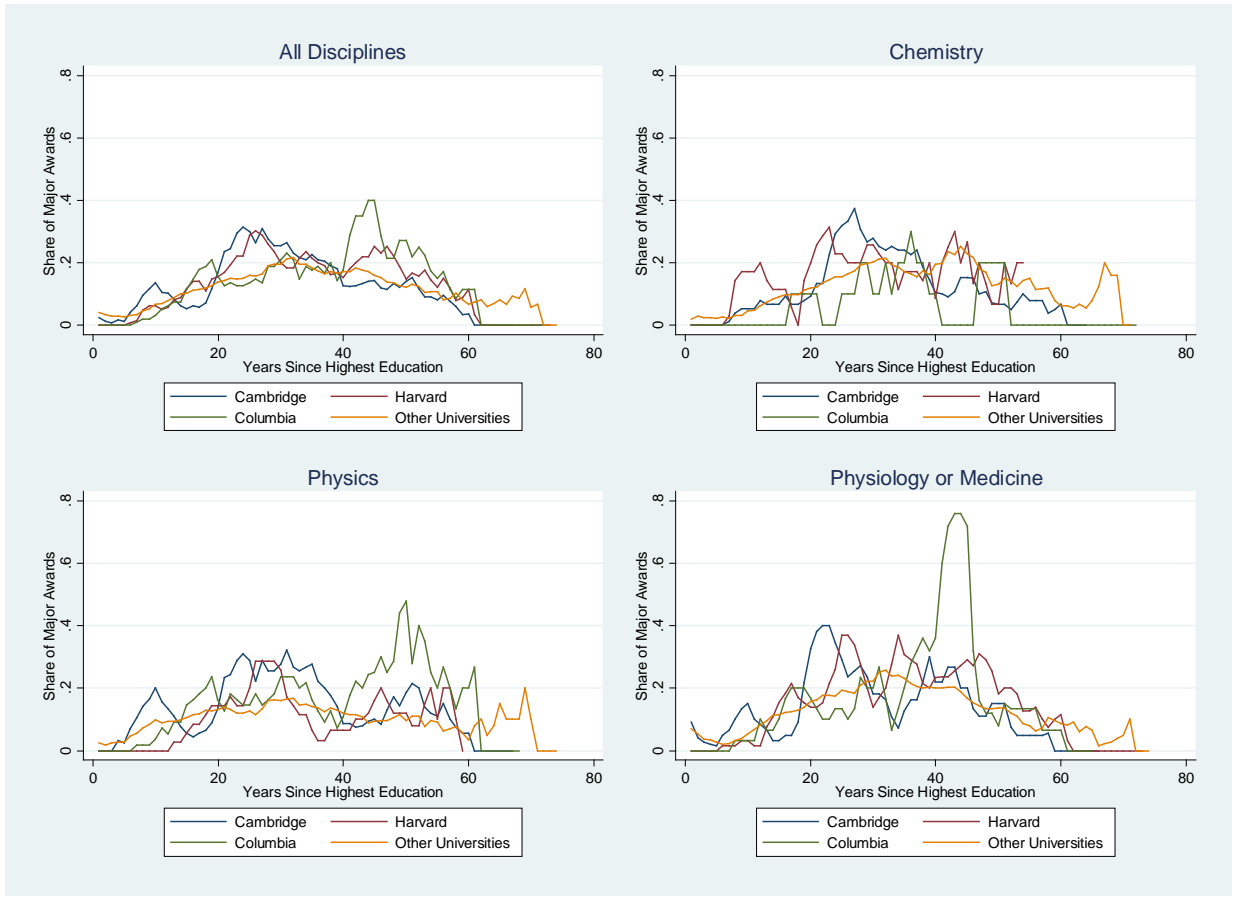 All Disciplines
Share of Major Awards
.8
.6
.4
.2
0
0 20 40 60 80
Years Since Highest Education
Cambridge Harvard
Columbia Other Universities
Chemistry
Share of Major Awards
.8
.6
.4
.2
0
0 20 40 60 80
Years Since Highest Education
Cambridge Harvard
Columbia Other Universities
Physics
Share of Major Awards
.8
.6
.4
.2
0
0 20 40 60 80
Years Since Highest Education
Cambridge Harvard
Columbia Other Universities
Physiology or Medicine
Share of Major Awards
.8
.6
.4
.2
0
0 20 40 60 80
Years Since Highest Education
Cambridge Harvard
Columbia Other Universities